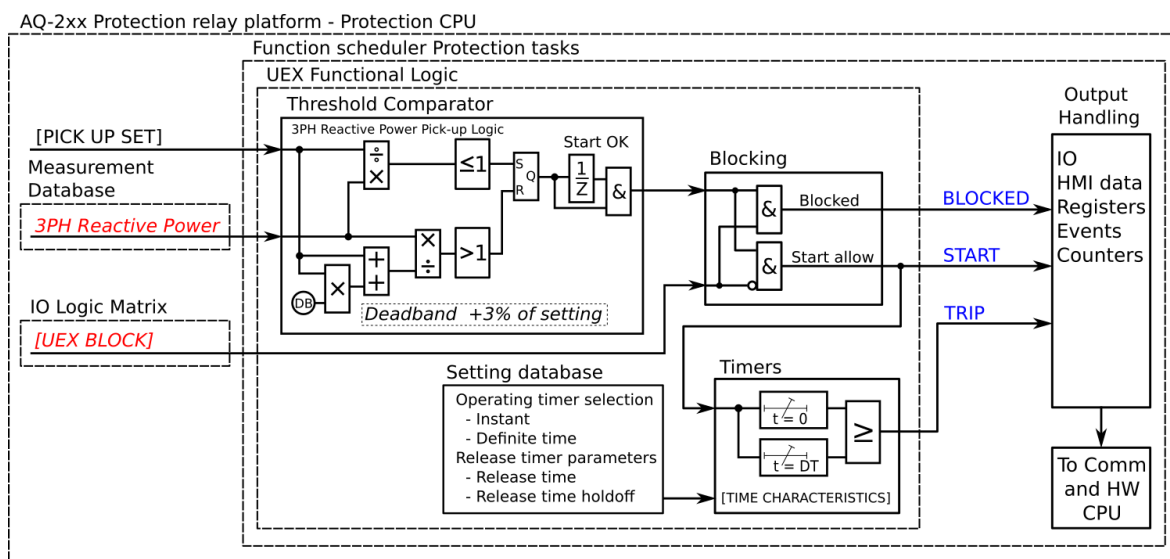 AQ-2xx Protection relay platform - Protection CPU
Function scheduler Protection tasks
UEX Functional Logic
Threshold Comparator
3PH Reactive Power Pick-up Logic
[PICK UP SET]
Measurement
Database
3PH Reactive Power
IO Logic Matrix
[UEX BLOCK]
÷
×
≤1
S
Q
R
Start OK
1
Z
&
×
÷
>1
+
+
×
DB
Deadband +3% of setting
Blocking
&
Blocked
&
Start allow
BLOCKED
START
TRIP
Output
Handling
IO
HMI data
Registers
Events
Counters
To Comm
and HW
CPU
Setting database
Operating timer selection
- Instant
- Definite time
Release timer parameters
- Release time
- Release time holdoff
Timers
t = 0
t = DT
≥
[TIME CHARACTERISTICS]